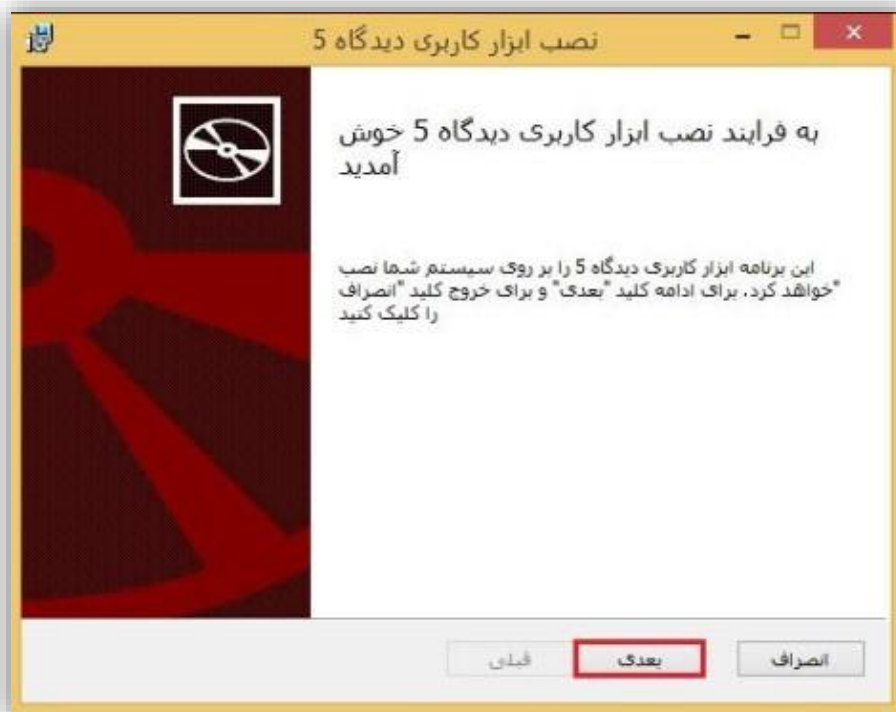 نصب ابزار کاربری دیدگاه 5
به فرایند نصب ابزار کاربری دیدگاه 5 خوش
آمدید
این برنامه ابزار کاربری دیدگاه 5 را بر روی سیستم شما نصب
خواهد کرد، برای ادامه کلید "بعدی" و برای خروج کلید "انصراف"
را کلیک کنید
قبلی
بعدی
انصراف